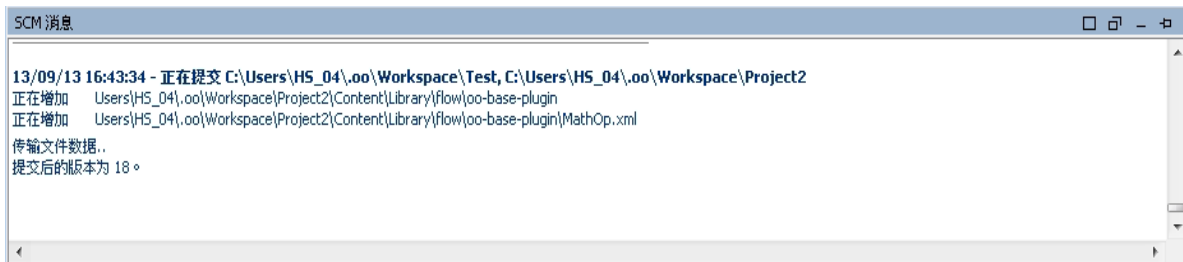 SCM 消息
13/09/13 16:43:34 - 正在提交 C:\Users\HS_04\.oo\Workspace\Test, C:\Users\HS_04\.oo\Workspace\Project2
正在增加 Users\HS_04\.oo\Workspace\Project2\Content\Library\flow\oo-base-plugin
正在增加 Users\HS_04\.oo\Workspace\Project2\Content\Library\flow\oo-base-plugin\MathOp.xml
传输文件数据..
提交后的版本为 18。